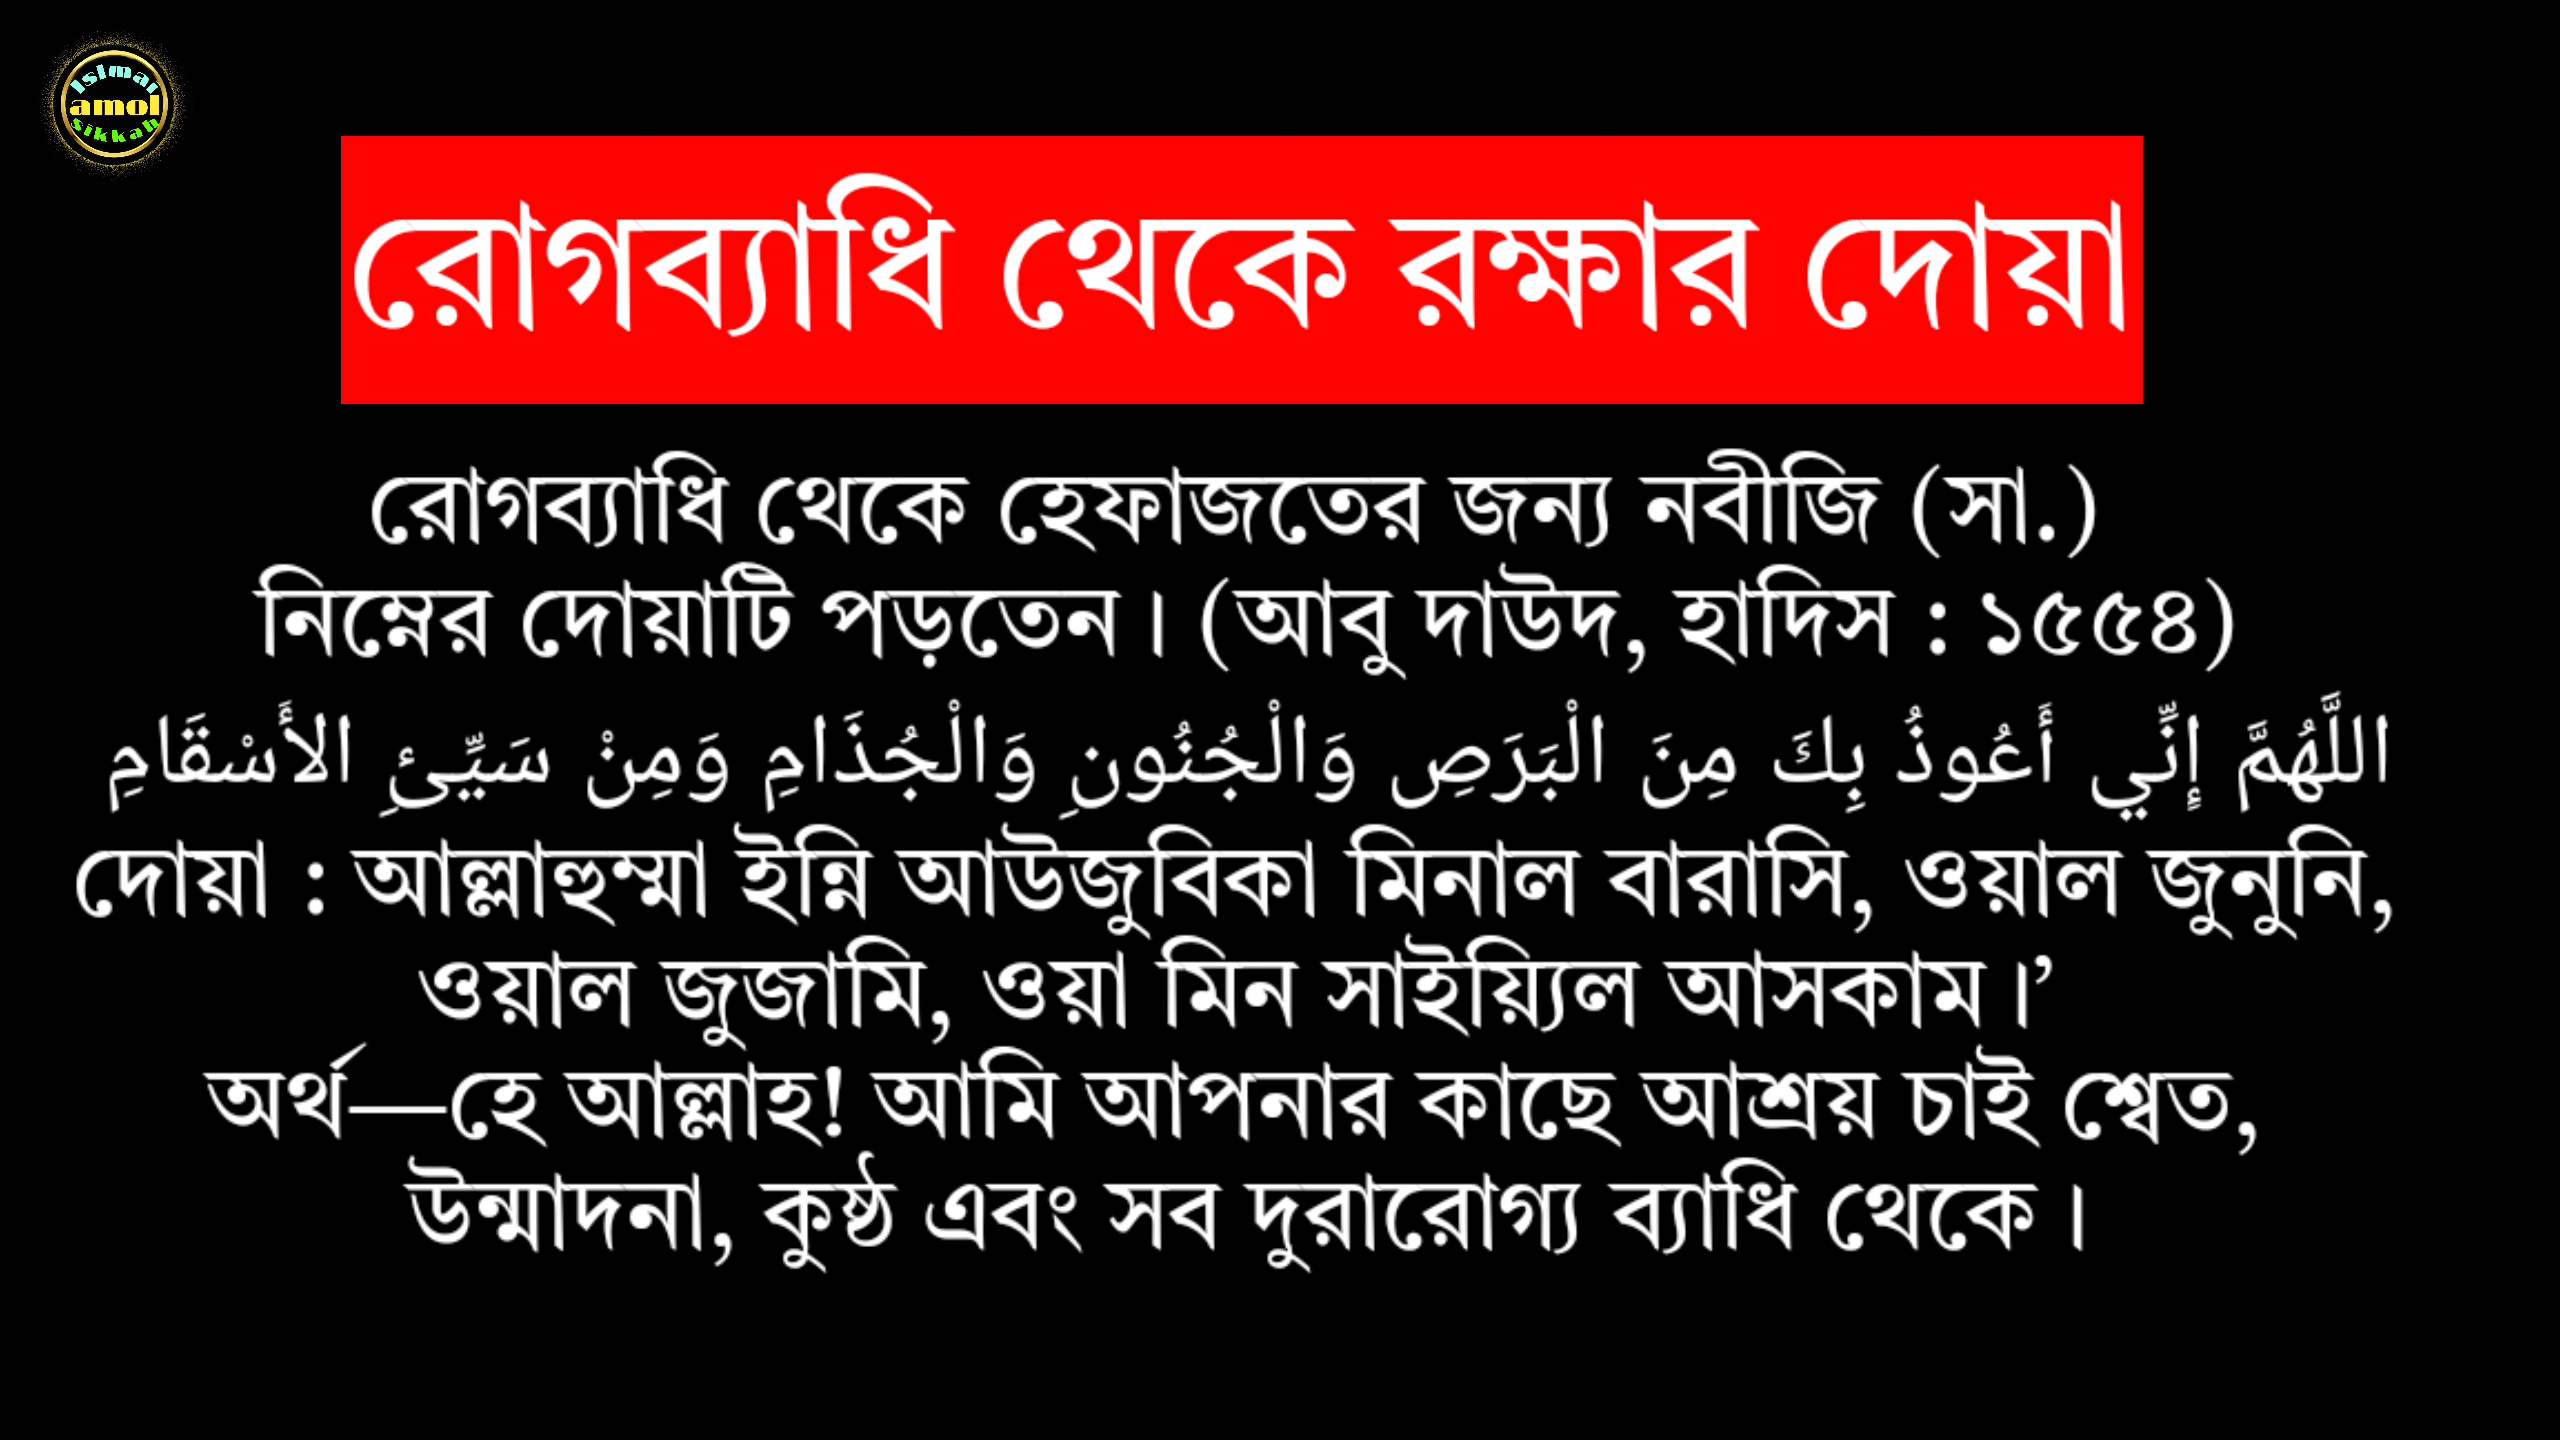 Islmai
amol
sikkah
রোগব্যাধি থেকে রক্ষার দোয়া
রোগব্যাধি থেকে হেফাজতের জন্য নবীজি (সা.)
নিম্নের দোয়াটি পড়তেন। (আবু দাউদ, হাদিস : ১৫৫৪)
اللَّهُمَّ إِنِّي أَعُوذُ بِكَ مِنَ الْبَرَصِ وَالْجُنُونِ وَالْجُذَامِ وَمِنْ سَيِّئِ الأَسْقَامِ
দোয়া : আল্লাহুম্মা ইন্নি আউজুবিকা মিনাল বারাসি, ওয়াল জুনুনি,
ওয়াল জুজামি, ওয়া মিন সাইয়্যিল আসকাম।’
অর্থ—হে আল্লাহ! আমি আপনার কাছে আশ্রয় চাই শ্বেত,
উন্মাদনা, কুষ্ঠ এবং সব দুরারোগ্য ব্যাধি থেকে।